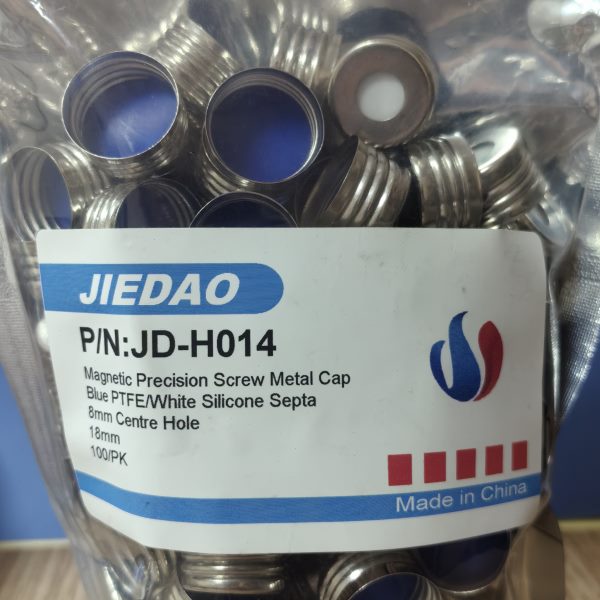 JIEDAO
P/N:JD-H014
Magnetic Precision Screw Metal Cap
Blue PTFE/White Silicone Septa
8mm Centre Hole
18mm
100/PK
Made in China